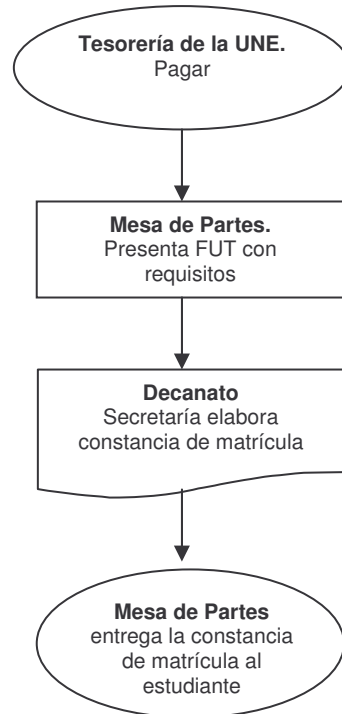 Tesorería de la UNE.
Pagar
Mesa de Partes.
Presenta FUT con
requisitos
Decanato
Secretaría elabora
constancia de matrícula
Mesa de Partes
entrega la constancia
de matrícula al
estudiante